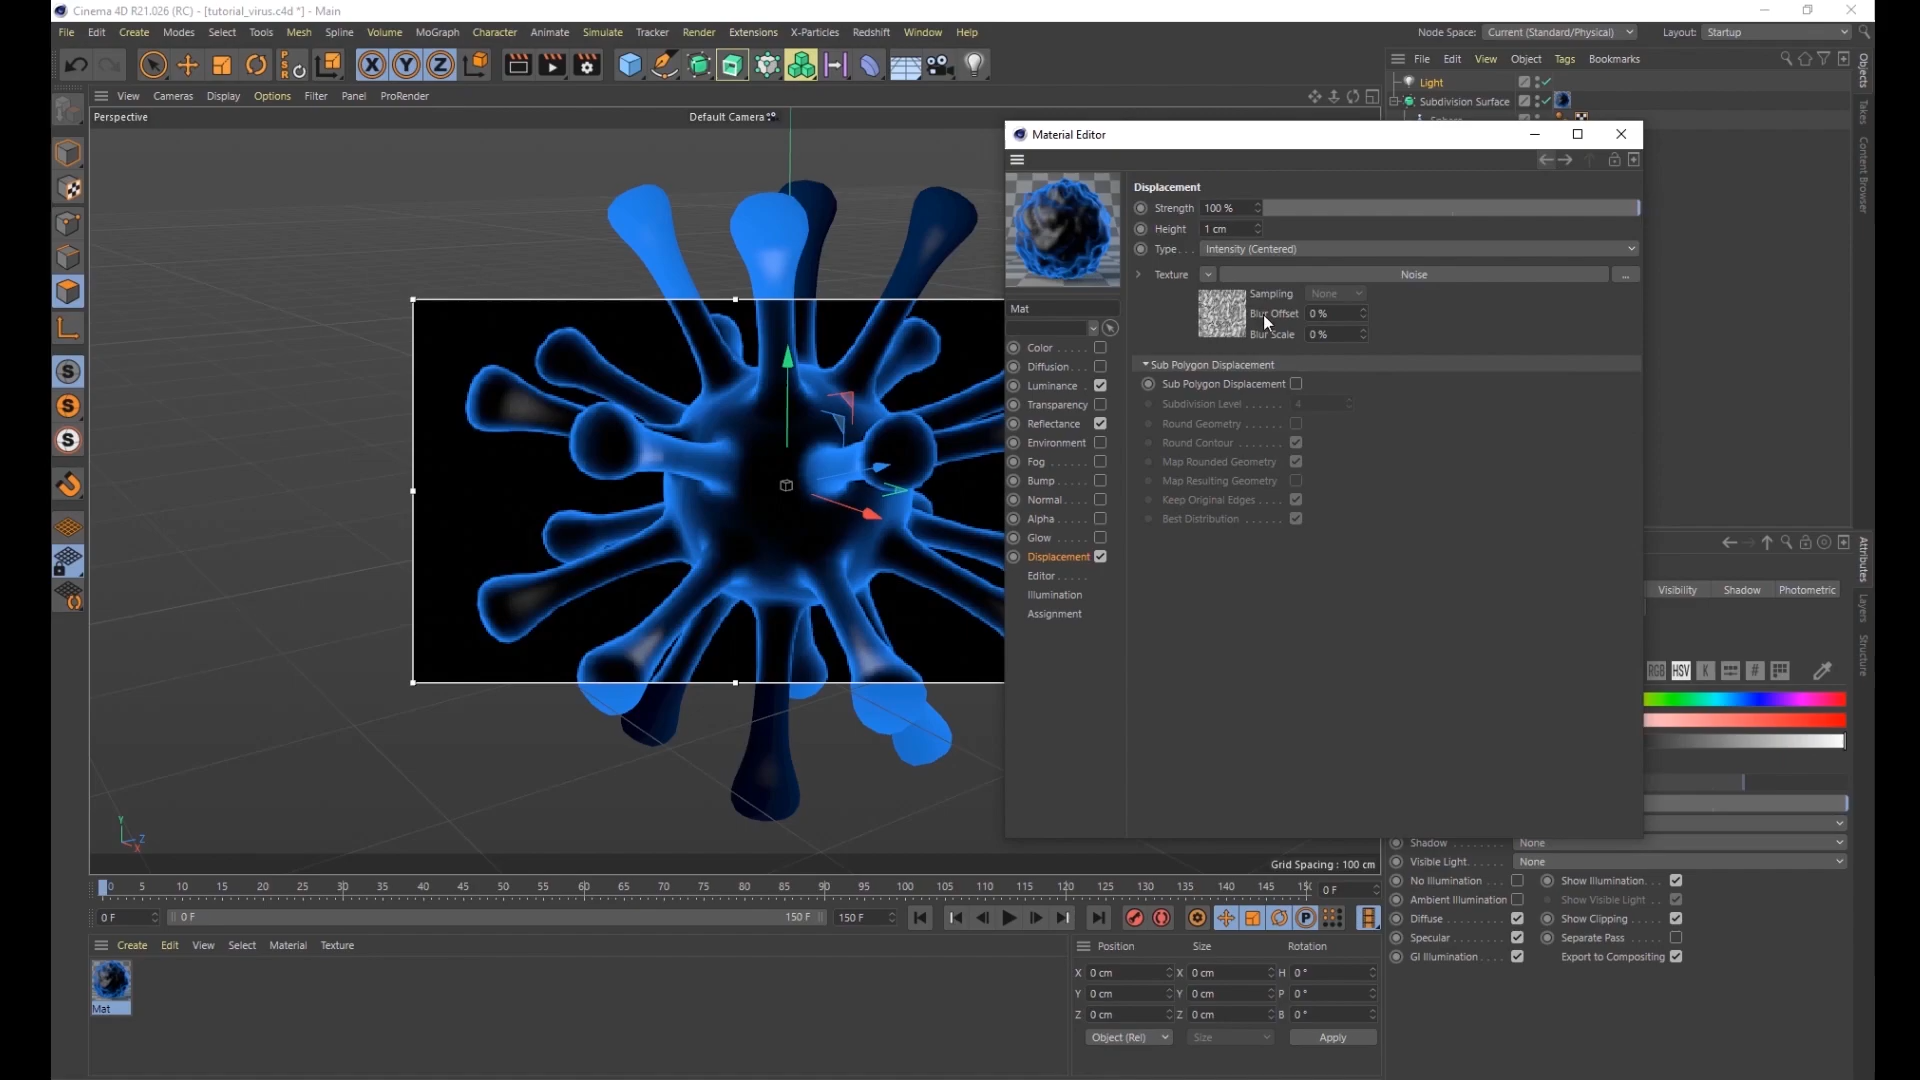 Cinema 4D R21.026 (RC) - [tutorial_virus.c4d *] - Main
File Edit Create Modes Select Tools Mesh Spline Volume MoGraph Character Animate Simulate Tracker Render Extensions X-Particles Redshift Window Help
Node Space: Current (Standard/Physical) Layout: Startup
File Edit View Object Tags Bookmarks
View Cameras Display Options Filter Panel ProRender
Light
Subdivision Surface
Perspective
Default Camera
Objects
Takes
Content Browser
Material Editor
Displacement
Strength 100 %
Height 1 cm
Type . . . Intensity (Centered)
Texture Noise ...
Sampling None
Blur Offset 0 %
Blur Scale 0 %
Sub Polygon Displacement
Sub Polygon Displacement
Subdivision Level . . . . . . 4
Round Geometry . . . . . .
Round Contour . . . . . . .
Map Rounded Geometry
Map Resulting Geometry
Keep Original Edges . . . .
Best Distribution . . . . . .
Mat
Color . . . . .
Diffusion . . . .
Luminance .
Transparency
Reflectance
Environment
Fog . . . . . .
Bump . . . . .
Normal . . . .
Alpha . . . . .
Glow . . . . .
Displacement
Editor . . . . .
Illumination
Assignment
Attributes
Layers
Structure
Visibility Shadow Photometric
RGB HSV K #
Shadow None
Visible Light None
No Illumination Show Illumination
Ambient Illumination Show Visible Light
Diffuse Show Clipping
Specular Separate Pass
GI Illumination Export to Compositing
Y
Z
X
Grid Spacing : 100 cm
0 5 10 15 20 25 30 35 40 45 50 55 60 65 70 75 80 85 90 95 100 105 110 115 120 125 130 135 140 145 0 F
0 F 0 F 150 F 150 F
Create Edit View Select Material Texture
Mat
Position Size Rotation
X 0 cm X 0 cm H 0 °
Y 0 cm Y 0 cm P 0 °
Z 0 cm Z 0 cm B 0 °
Object (Rel) Size Apply